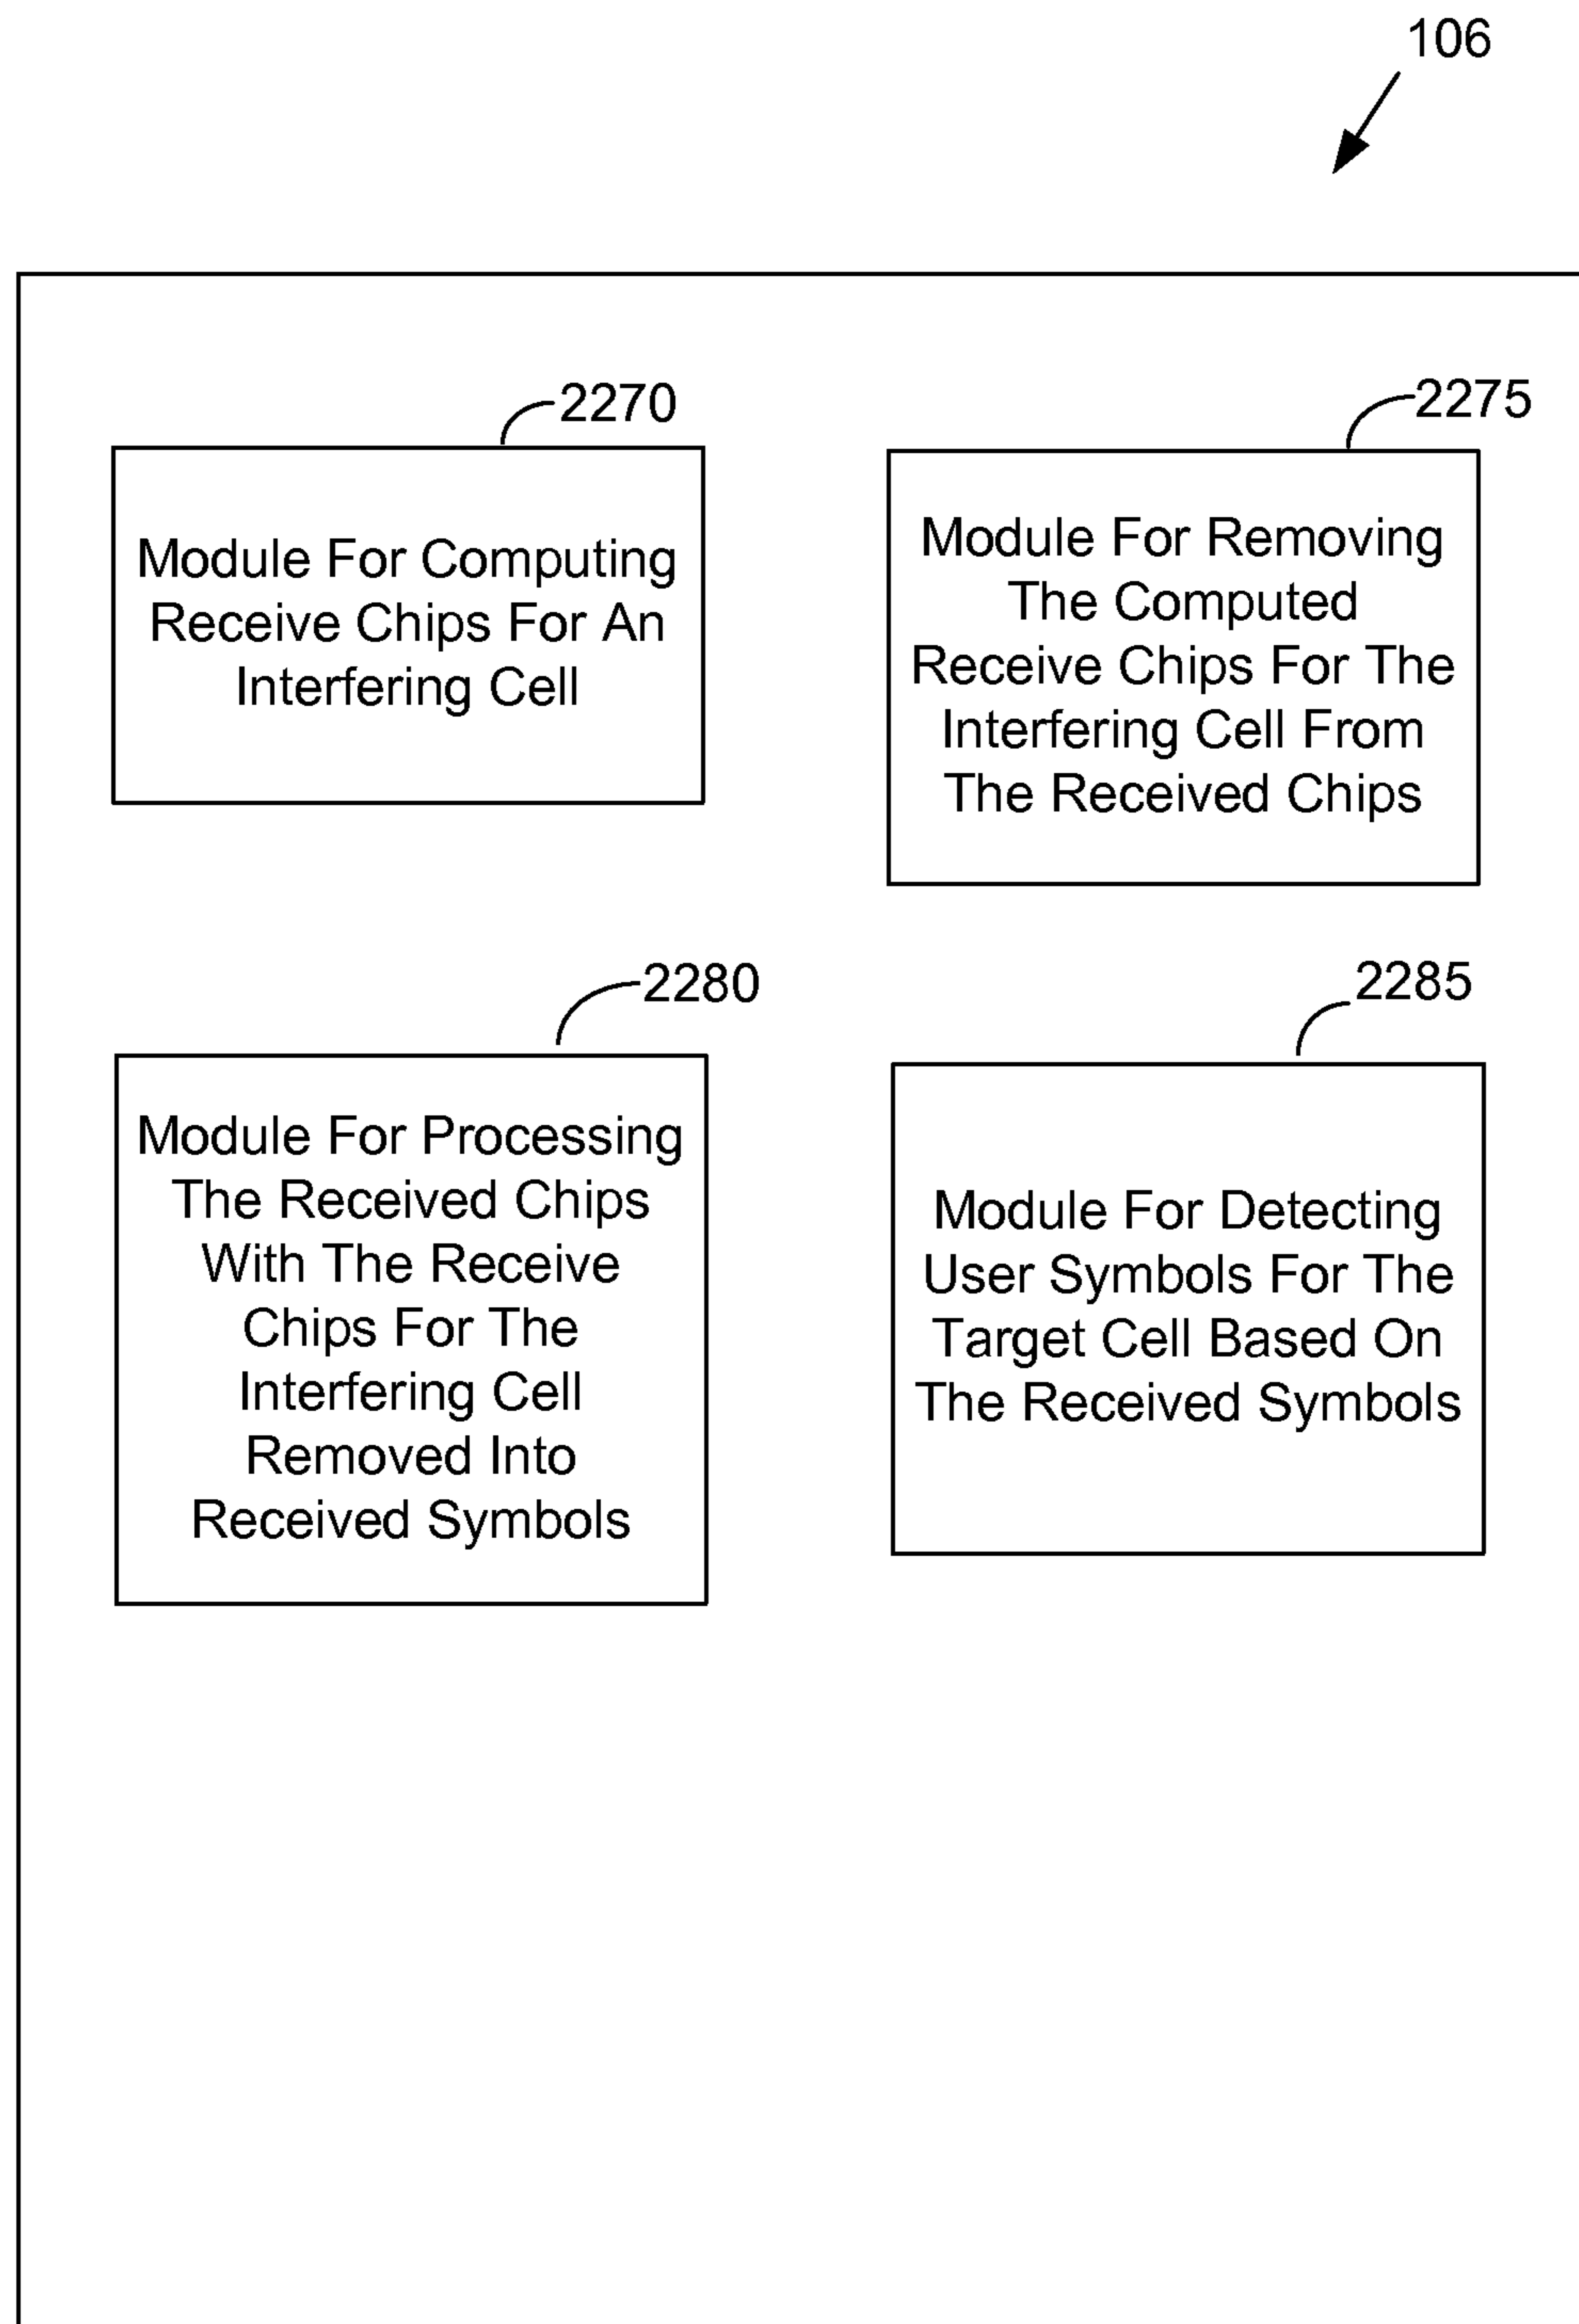 106
2270
Module For Computing
Receive Chips For An
Interfering Cell
2275
Module For Removing
The Computed
Receive Chips For The
Interfering Cell From
The Received Chips
2280
Module For Processing
The Received Chips
With The Receive
Chips For The
Interfering Cell
Removed Into
Received Symbols
2285
Module For Detecting
User Symbols For The
Target Cell Based On
The Received Symbols